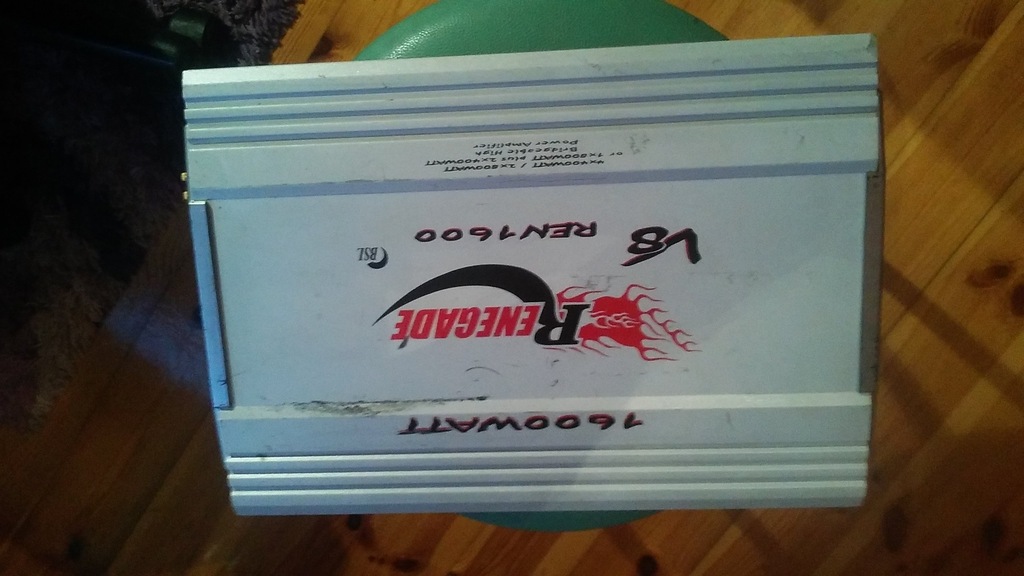 1600WATT
RENEGADE
BSL
V8 REN1600
4x400WATT / 2x800WATT
or 1x800WATT plus 2x400WATT
Bridgeable High
Power Amplifier